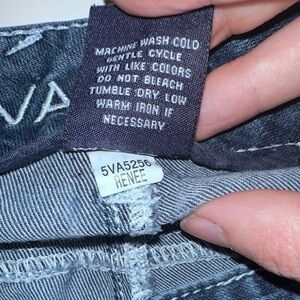 VA
MACHINE WASH COLD
GENTLE CYCLE
WITH LIKE COLORS
DO NOT BLEACH
TUMBLE DRY LOW
WARM IRON IF
NECESSARY
5VA5256
RENEE